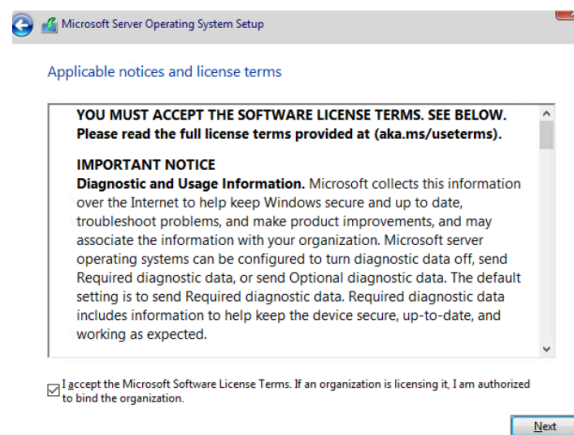 Microsoft Server Operating System Setup
Applicable notices and license terms
YOU MUST ACCEPT THE SOFTWARE LICENSE TERMS. SEE BELOW.
Please read the full license terms provided at (aka.ms/useterms).
IMPORTANT NOTICE
Diagnostic and Usage Information. Microsoft collects this information
over the Internet to help keep Windows secure and up to date,
troubleshoot problems, and make product improvements, and may
associate the information with your organization. Microsoft server
operating systems can be configured to turn diagnostic data off, send
Required diagnostic data, or send Optional diagnostic data. The default
setting is to send Required diagnostic data. Required diagnostic data
includes information to help keep the device secure, up-to-date, and
working as expected.
I accept the Microsoft Software License Terms. If an organization is licensing it, I am authorized
to bind the organization.
Next